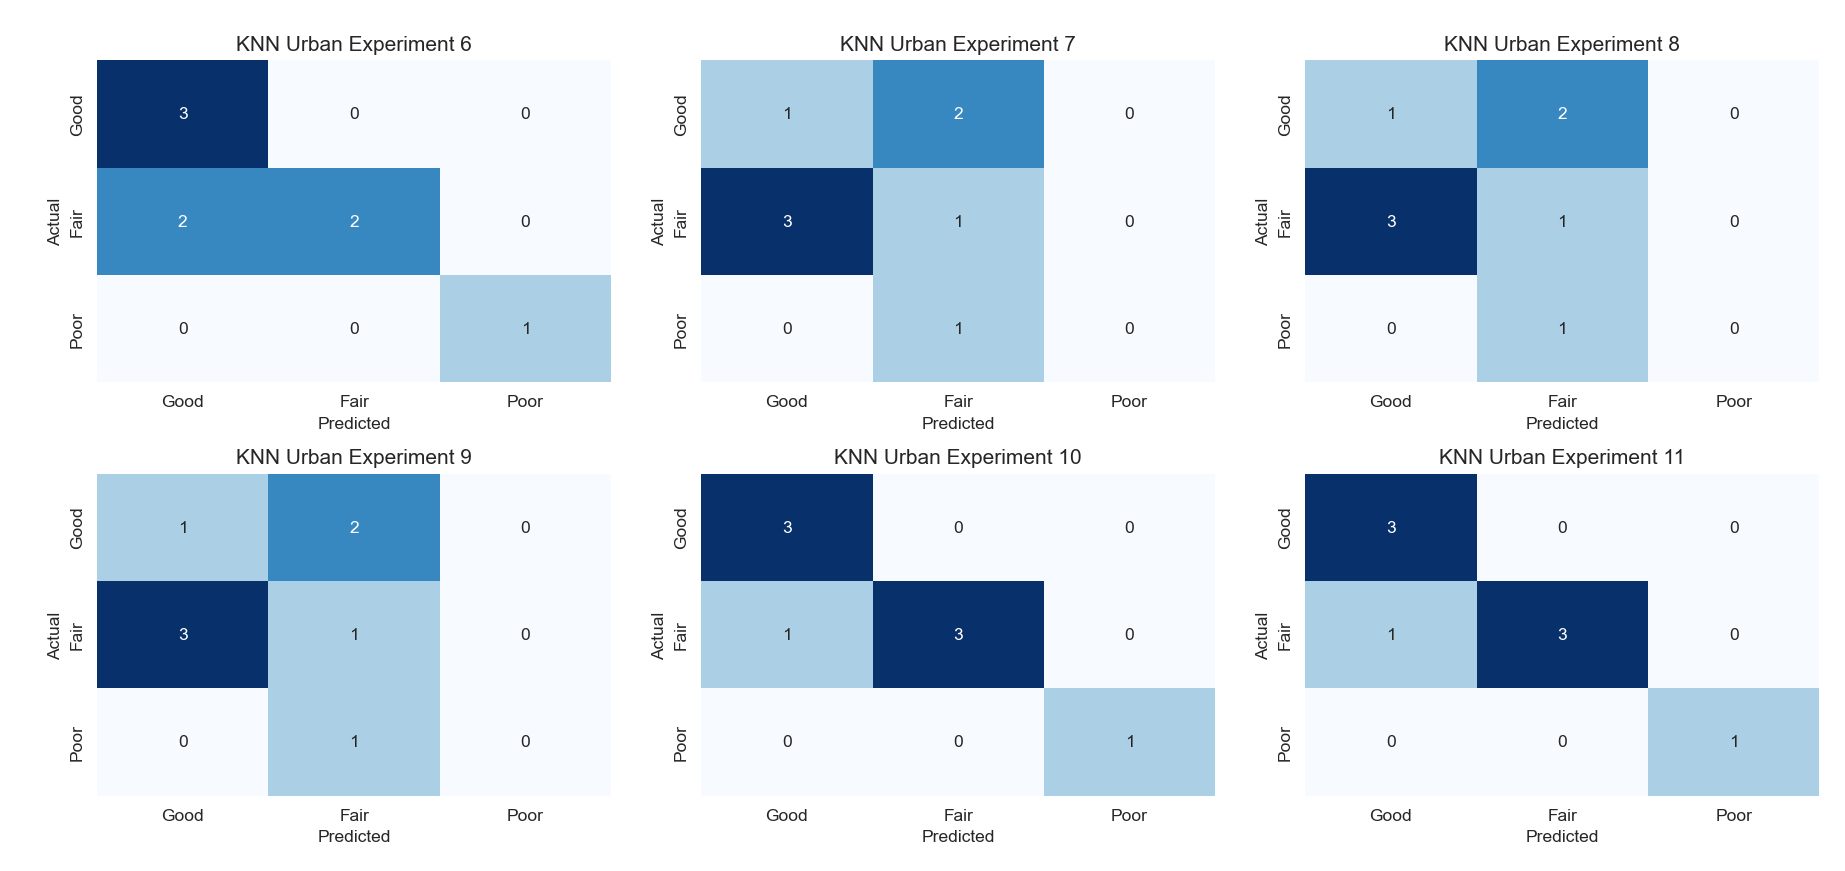 KNN Urban Experiment 6
Good
3 0 0
Actual
Fair
2 2 0
Poor
0 0 1
Good Fair Poor
Predicted
KNN Urban Experiment 7
Good
1 2 0
Actual
Fair
3 1 0
Poor
0 1 0
Good Fair Poor
Predicted
KNN Urban Experiment 8
Good
1 2 0
Actual
Fair
3 1 0
Poor
0 1 0
Good Fair Poor
Predicted
KNN Urban Experiment 9
Good
1 2 0
Actual
Fair
3 1 0
Poor
0 1 0
Good Fair Poor
Predicted
KNN Urban Experiment 10
Good
3 0 0
Actual
Fair
1 3 0
Poor
0 0 1
Good Fair Poor
Predicted
KNN Urban Experiment 11
Good
3 0 0
Actual
Fair
1 3 0
Poor
0 0 1
Good Fair Poor
Predicted